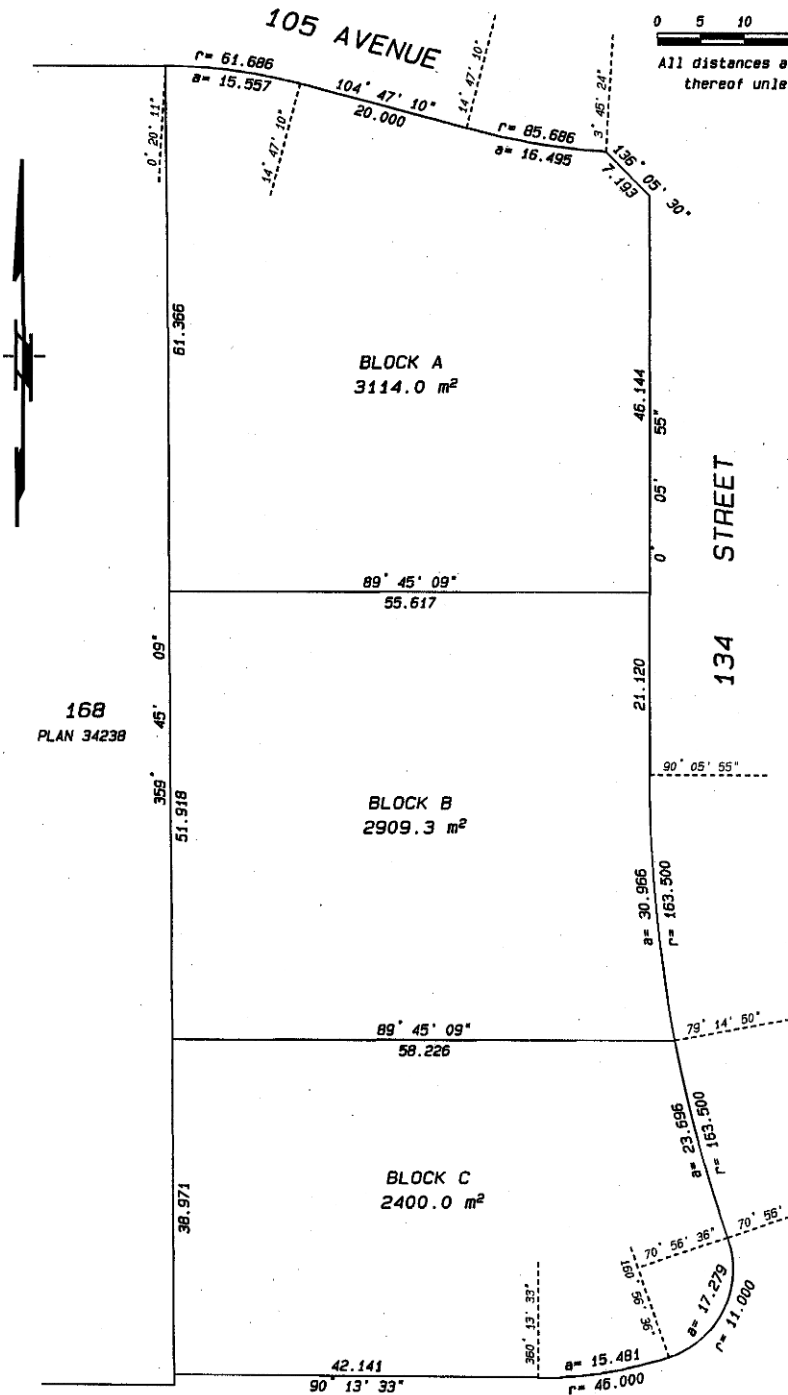 105 AVENUE
0 5 10
All distances a
thereof unle
r= 61.686
a= 15.557
104° 47' 10"
20.000
14° 47' 10"
r= 85.686
a= 16.495
3° 46' 24"
136° 05' 30"
7.193
0° 20' 11"
14° 47' 10"
61.366
BLOCK A
3114.0 m²
46.144
0° 05' 55"
134 STREET
89° 45' 09"
55.617
168
PLAN 34238
359° 45' 09"
51.918
21.120
90° 05' 55"
BLOCK B
2909.3 m²
a= 30.966
r= 163.500
89° 45' 09"
58.226
79° 14' 50"
38.971
BLOCK C
2400.0 m²
a= 23.696
r= 163.500
70° 56' 36"
70° 56'
160° 56' 36"
a= 17.279
r= 11.000
360° 13' 33"
42.141
90° 13' 33"
a= 15.481
r= 46.000